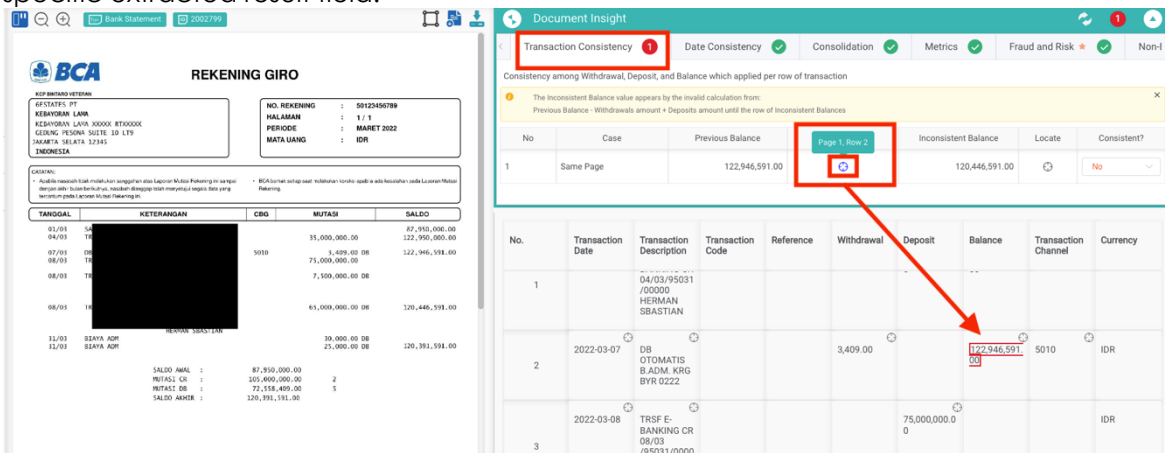 specific extracted result field.
Bank Statement
2002799
BCA
REKENING GIRO
KCP BINTARO VETERAN
GESTATES PT
KEBAYORAN LAMA
KEBAYORAN LAMA XXXXX RTXXXXX
GEDUNG PESONA SUITE 10 LT9
JAKARTA SELATA 12345
INDONESIA
NO. REKENING : 50123456789
HALAMAN : 1 / 1
PERIODE : MARET 2022
MATA UANG : IDR
CATATAN:
TANGGAL KETERANGAN CBG MUTASI SALDO
01/03 SA 87,950,000.00
04/03 TR 35,000,000.00 122,950,000.00
07/03 DB 5010 3,409.00 DB 122,946,591.00
08/03 TR 75,000,000.00
08/03 TR 7,500,000.00 DB
08/03 TR 65,000,000.00 DB 120,446,591.00
HERMAN SBASTIAN
31/03 BIAYA ADM 30,000.00 DB
31/03 BIAYA ADM 25,000.00 DB 120,391,591.00
SALDO AWAL : 87,950,000.00
MUTASI CR : 105,000,000.00 2
MUTASI DB : 72,558,409.00 5
SALDO AKHIR : 120,391,591.00
Document Insight 1
Transaction Consistency 1 Date Consistency Consolidation Metrics Fraud and Risk Non-I
Consistency among Withdrawal, Deposit, and Balance which applied per row of transaction
The Inconsistent Balance value appears by the invalid calculation from:
Previous Balance - Withdrawals amount + Deposits amount until the row of Inconsistent Balances
No Case Previous Balance Page 1, Row 2 Inconsistent Balance Locate Consistent?
1 Same Page 122,946,591.00 120,446,591.00 No
No. Transaction Date Transaction Description Transaction Code Reference Withdrawal Deposit Balance Transaction Channel Currency
1
04/03/95031
/00000
HERMAN
SBASTIAN
2 2022-03-07 DB 3,409.00 122,946,591.00 5010 IDR
OTOMATIS
B.ADM. KRG
BYR 0222
3 2022-03-08 TRSF E- 75,000,000.00 IDR
BANKING CR
08/03
/95031/0000